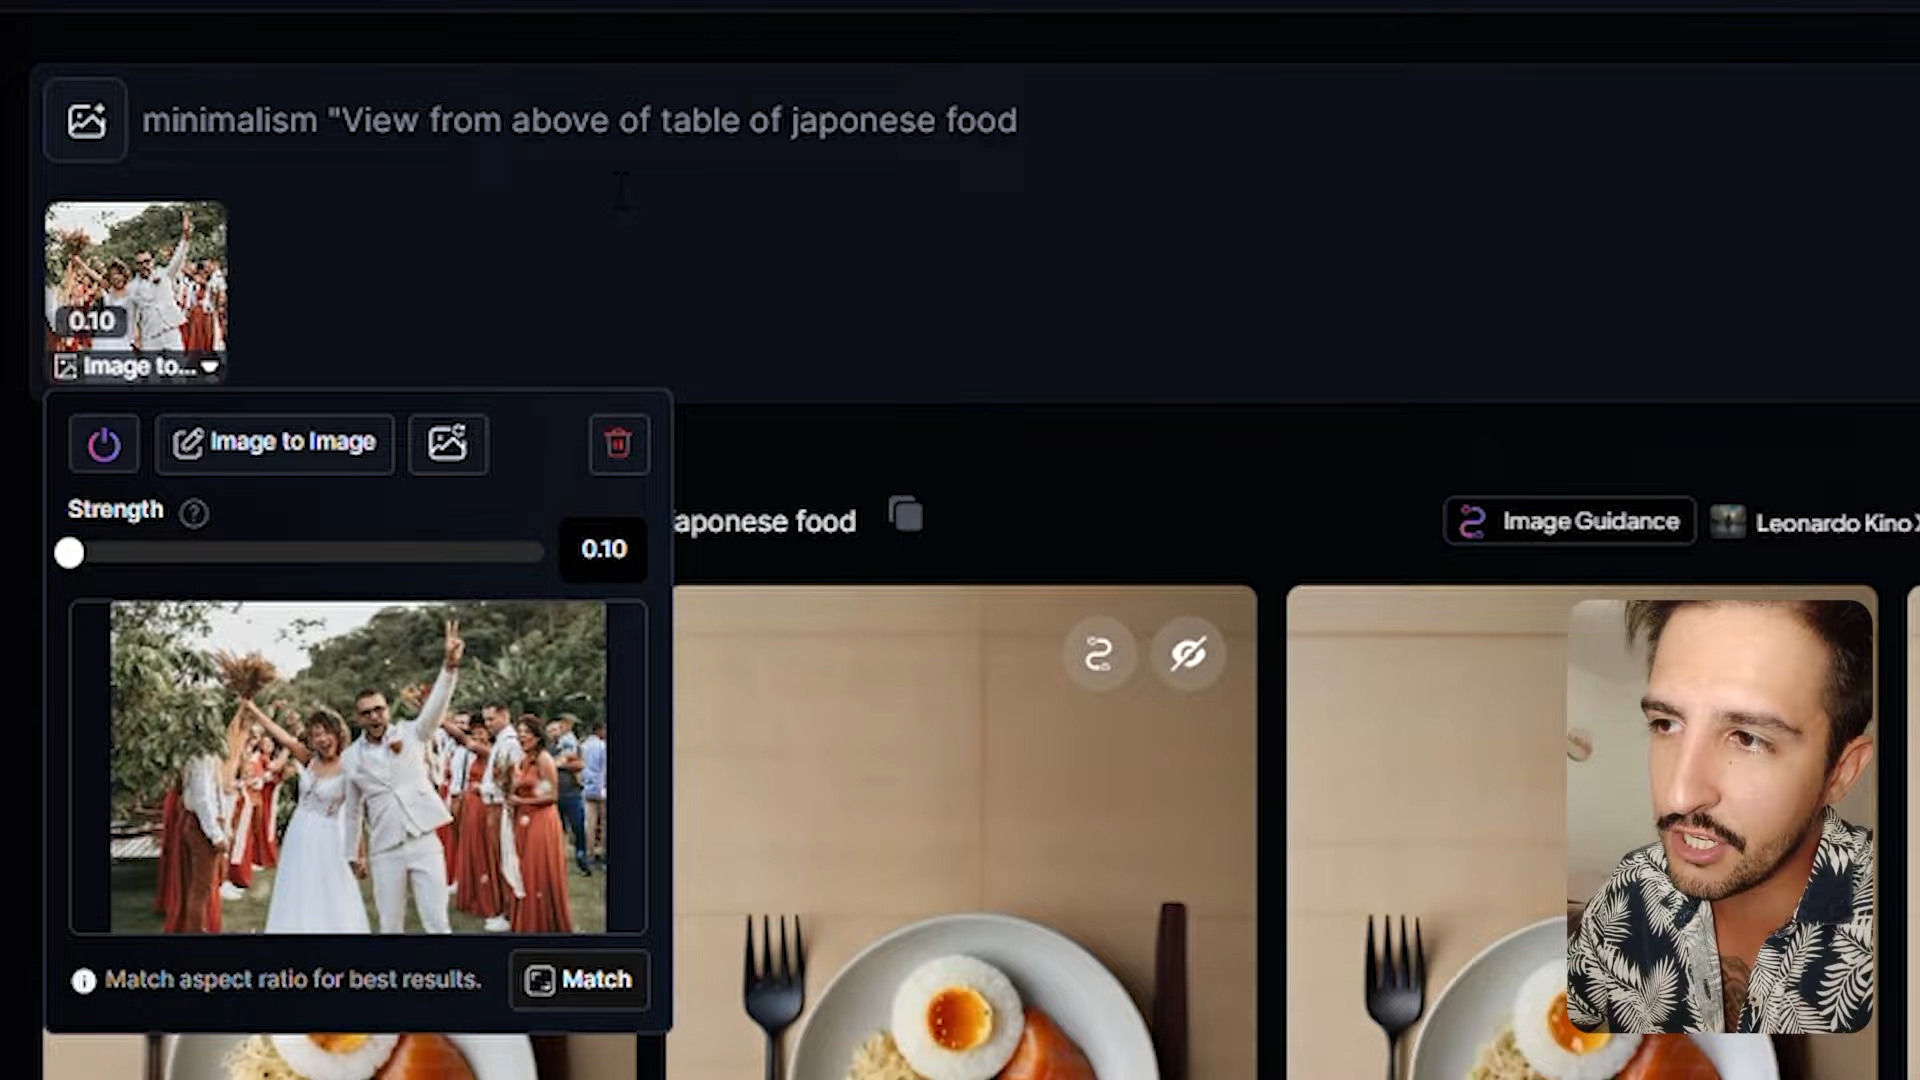 minimalism "View from above of table of japonese food
0.10
Image to...
Image to Image
Strength ?
0.10
aponese food
Image Guidance
Leonardo Kino
Match aspect ratio for best results.
Match